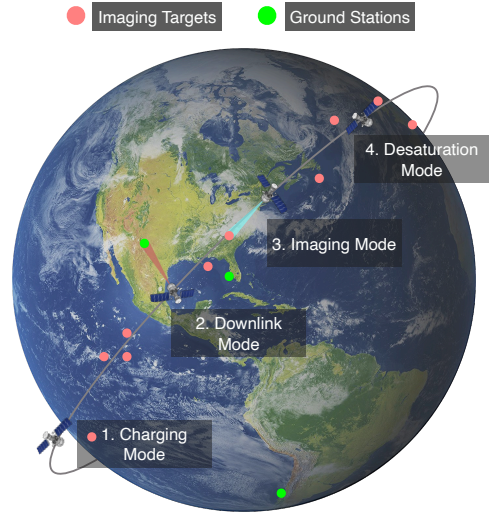 Imaging Targets
Ground Stations
4. Desaturation
Mode
3. Imaging Mode
2. Downlink
Mode
1. Charging
Mode